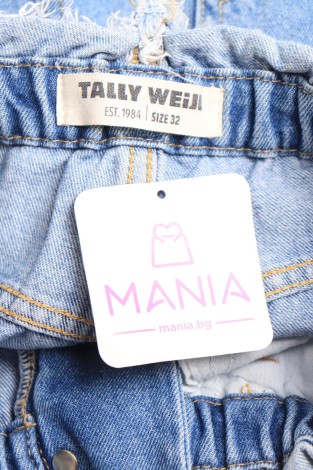 TALLY WEiJL
EST. 1984 | SIZE 32
MANIA
mania.bg